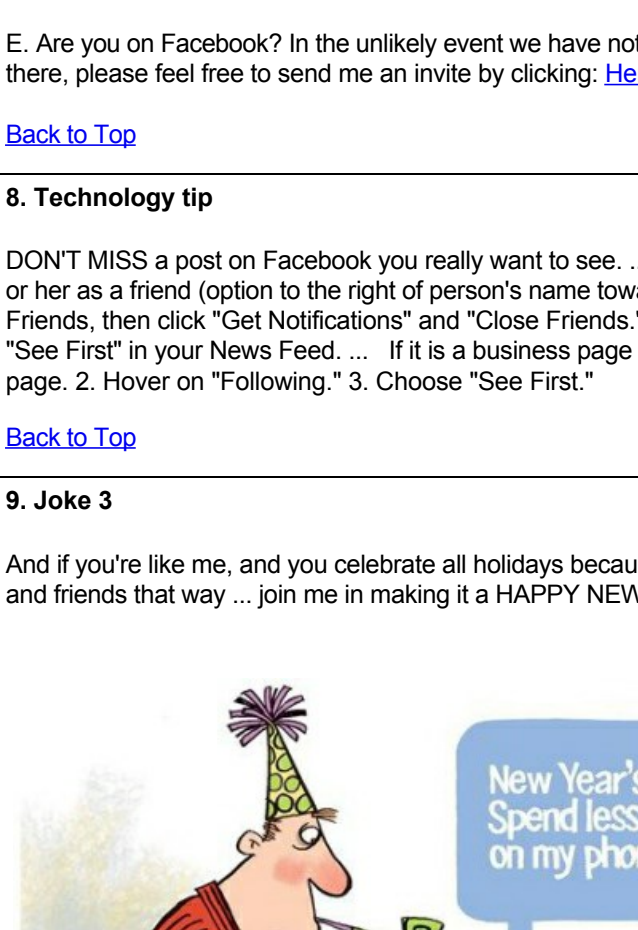 E. Are you on Facebook? In the unlikely event we have not
there, please feel free to send me an invite by clicking: He
Back to Top
8. Technology tip
DON'T MISS a post on Facebook you really want to see. ..
or her as a friend (option to the right of person's name towa
Friends, then click "Get Notifications" and "Close Friends."
"See First" in your News Feed. ... If it is a business page
page. 2. Hover on "Following." 3. Choose "See First."
Back to Top
9. Joke 3
And if you're like me, and you celebrate all holidays becau
and friends that way ... join me in making it a HAPPY NEW
New Year's
Spend less
on my pho